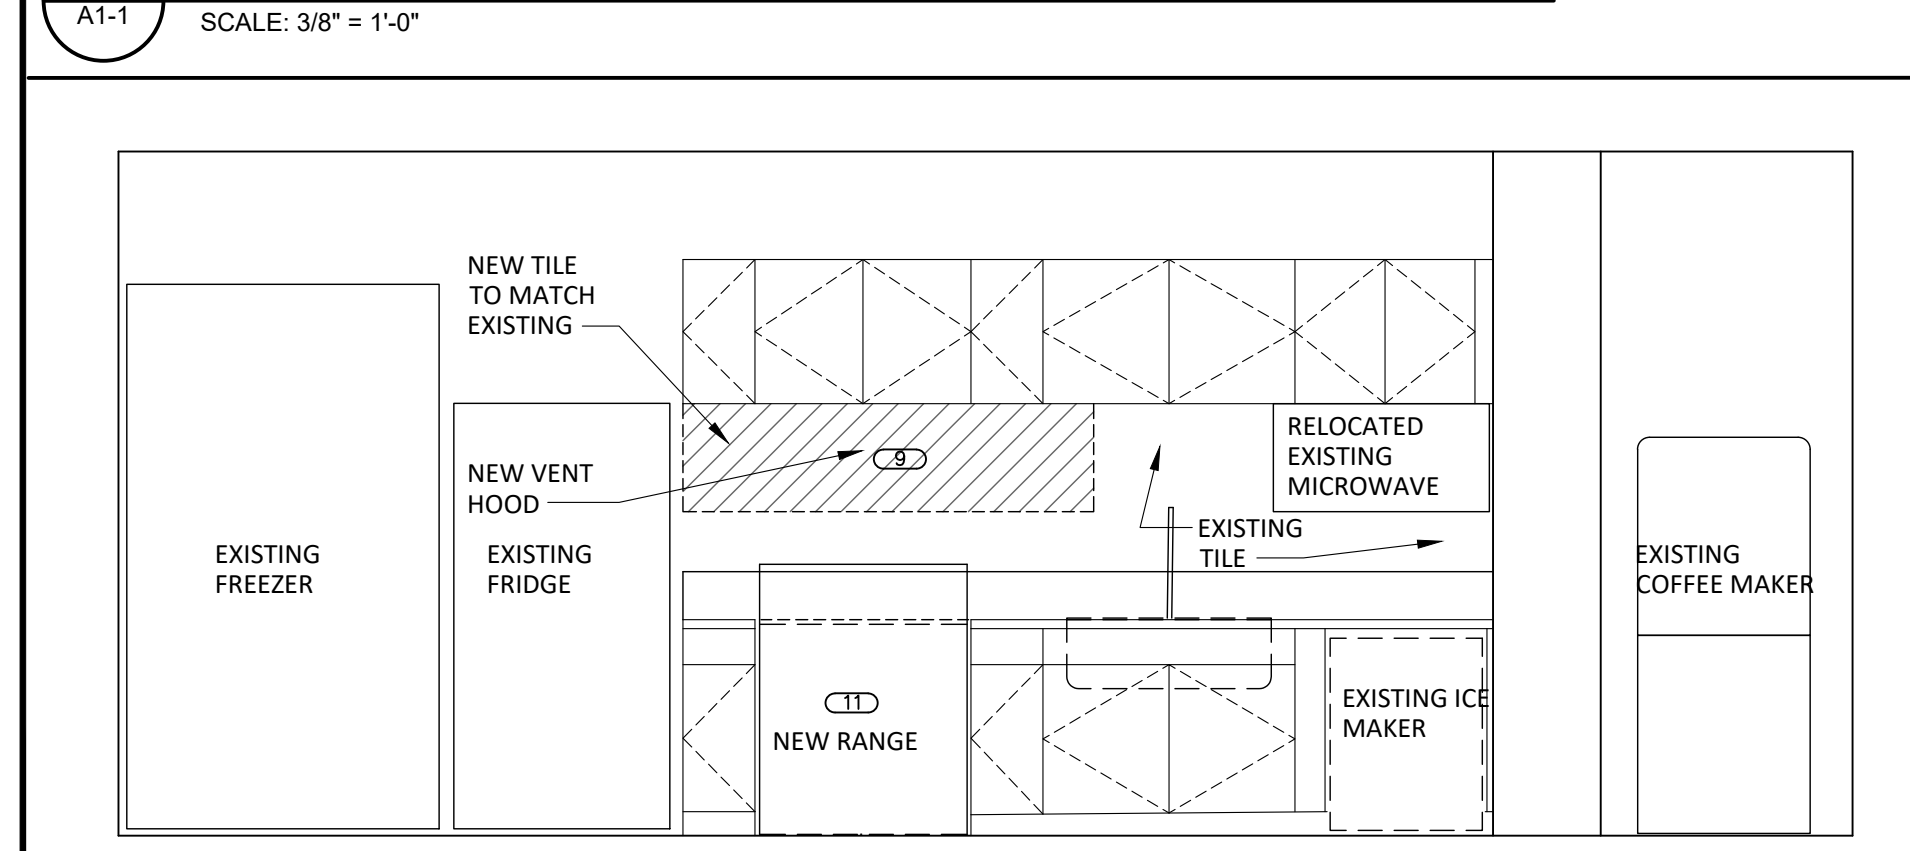 A1-1
SCALE: 3/8" = 1'-0"
NEW TILE
TO MATCH
EXISTING
NEW VENT
HOOD
9
RELOCATED
EXISTING
MICROWAVE
EXISTING
TILE
EXISTING
FREEZER
EXISTING
FRIDGE
EXISTING
COFFEE MAKER
11
NEW RANGE
EXISTING ICE
MAKER